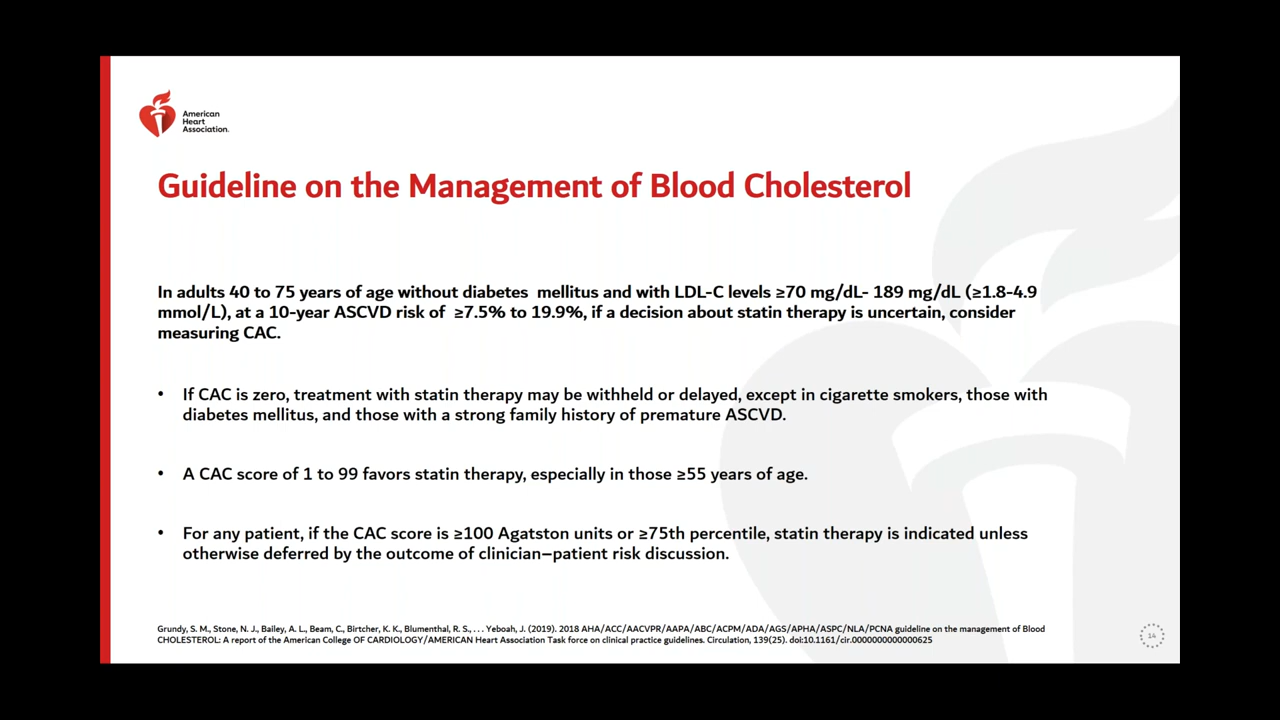 American
Heart
Association.
Guideline on the Management of Blood Cholesterol
In adults 40 to 75 years of age without diabetes mellitus and with LDL-C levels ≥70 mg/dL- 189 mg/dL (≥1.8-4.9
mmol/L), at a 10-year ASCVD risk of ≥7.5% to 19.9%, if a decision about statin therapy is uncertain, consider
measuring CAC.
• If CAC is zero, treatment with statin therapy may be withheld or delayed, except in cigarette smokers, those with
diabetes mellitus, and those with a strong family history of premature ASCVD.
• A CAC score of 1 to 99 favors statin therapy, especially in those ≥55 years of age.
• For any patient, if the CAC score is ≥100 Agatston units or ≥75th percentile, statin therapy is indicated unless
otherwise deferred by the outcome of clinician–patient risk discussion.
Grundy, S. M., Stone, N. J., Bailey, A. L., Beam, C., Birtcher, K. K., Blumenthal, R. S., . . . Yeboah, J. (2019). 2018 AHA/ACC/AACVPR/AAPA/ABC/ACPM/ADA/AGS/APHA/ASPC/NLA/PCNA guideline on the management of Blood
CHOLESTEROL: A report of the American College OF CARDIOLOGY/AMERICAN Heart Association Task force on clinical practice guidelines. Circulation, 139(25). doi:10.1161/cir.0000000000000625
14